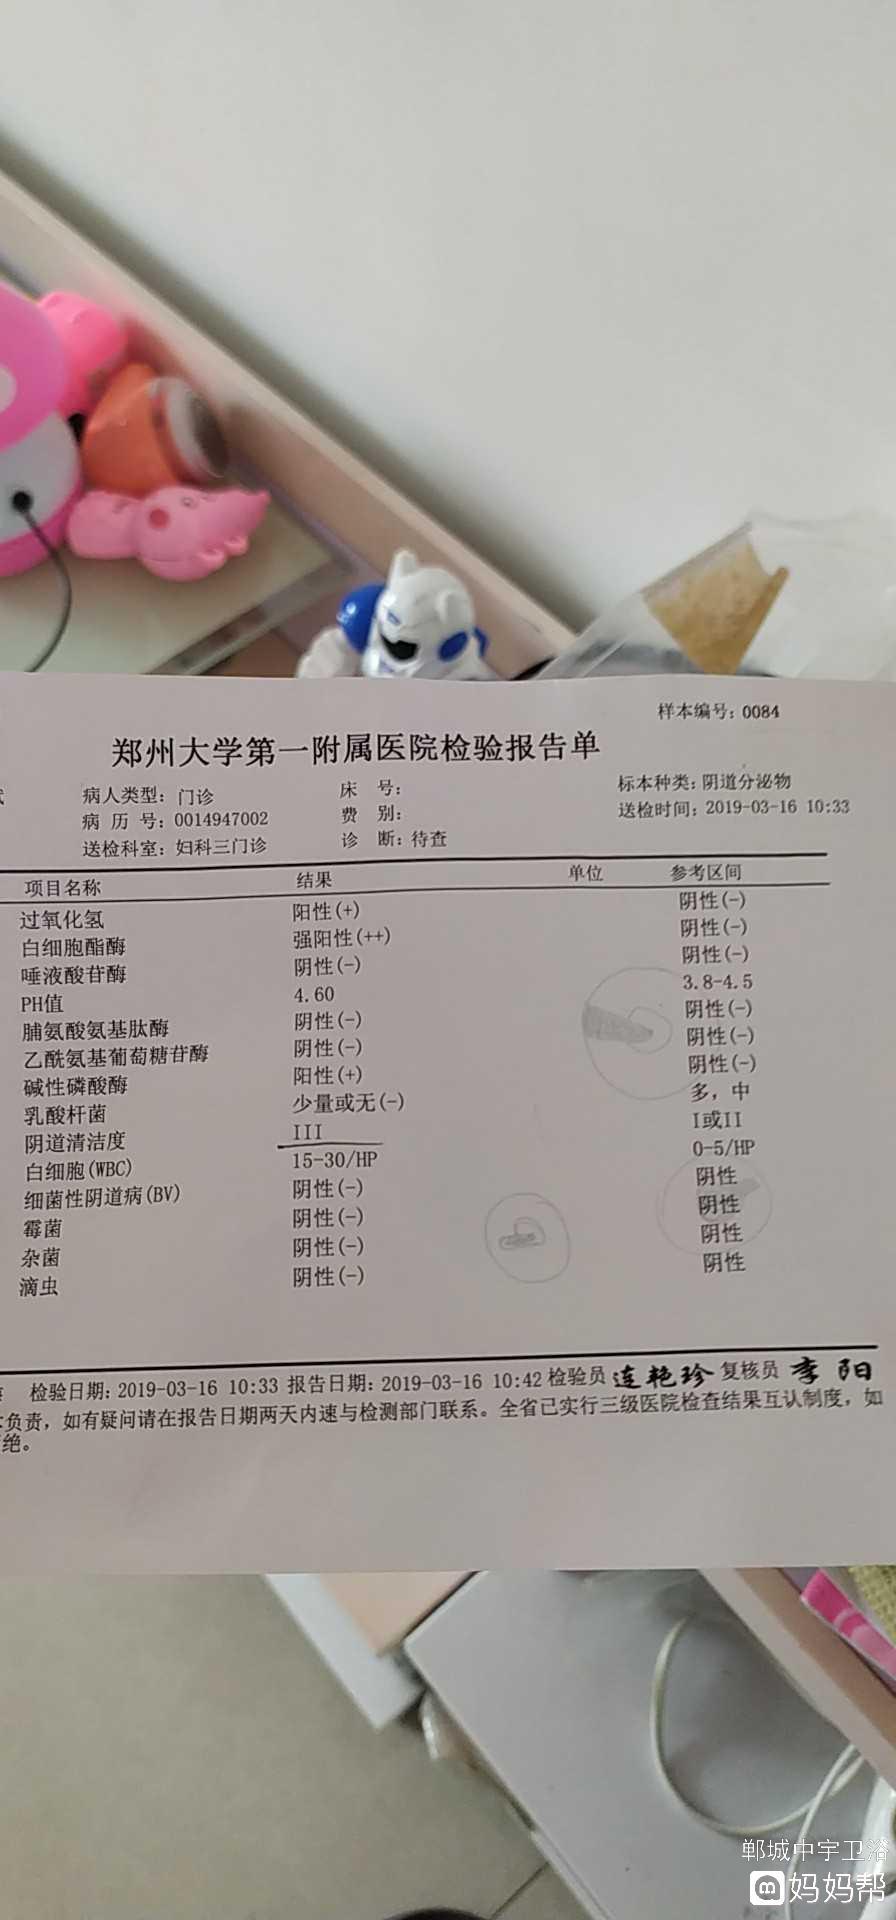 样本编号：0084
郑州大学第一附属医院检验报告单
病人类型：门诊 床 号： 标本种类：阴道分泌物
病 历 号：0014947002 费 别： 送检时间：2019-03-16 10:33
送检科室：妇科三门诊 诊 断：待查
项目名称 结果 单位 参考区间
过氧化氢 阳性(+) 阴性(-)
白细胞酯酶 强阳性(++) 阴性(-)
唾液酸苷酶 阴性(-) 阴性(-)
PH值 4.60 3.8-4.5
脯氨酸氨基肽酶 阴性(-) 阴性(-)
乙酰氨基葡萄糖苷酶 阴性(-) 阴性(-)
碱性磷酸酶 阳性(+) 阴性(-)
乳酸杆菌 少量或无(-) 多，中
阴道清洁度 III I或II
白细胞(WBC) 15-30/HP 0-5/HP
细菌性阴道病(BV) 阴性(-) 阴性
霉菌 阴性(-) 阴性
杂菌 阴性(-) 阴性
滴虫 阴性(-) 阴性
检验日期：2019-03-16 10:33 报告日期：2019-03-16 10:42 检验员 连艳珍 复核员 李阳
负责，如有疑问请在报告日期两天内速与检测部门联系。全省已实行三级医院检查结果互认制度，如
绝。
郸城中宇卫浴
妈妈帮